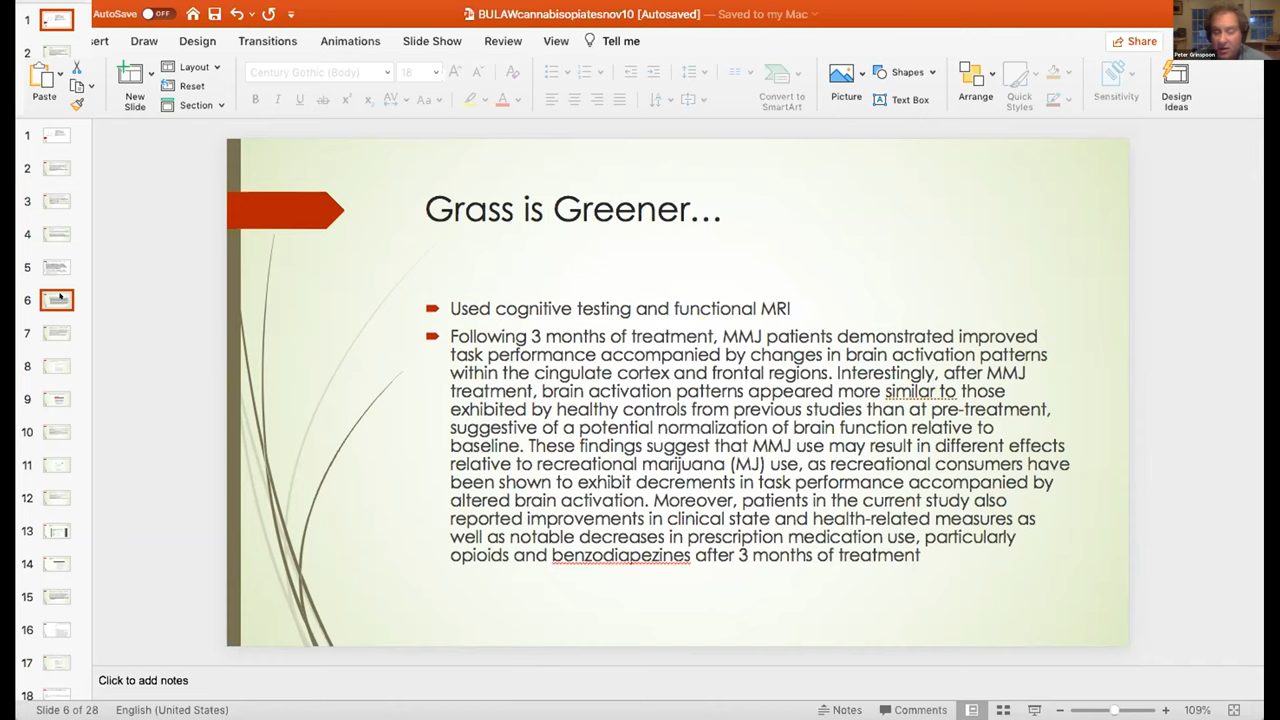 AutoSave OFF
BULAWcannabisopiatesnov10 [Autosaved] — Saved to my Mac
Peter Grinspoon
sert Draw Design Transitions Animations Slide Show Review View Tell me Share
Paste
New
Slide
Layout
Reset
Section
Century Gothic (Body) 18
Convert to
SmartArt
Picture
Shapes
Text Box
Arrange
Quick
Styles
Sensitivity
Design
Ideas
1
2
1
2
3
4
5
6
7
8
9
10
11
12
13
14
15
16
17
18
Grass is Greener…
Used cognitive testing and functional MRI
Following 3 months of treatment, MMJ patients demonstrated improved
task performance accompanied by changes in brain activation patterns
within the cingulate cortex and frontal regions. Interestingly, after MMJ
treatment, brain activation patterns appeared more similar to those
exhibited by healthy controls from previous studies than at pre-treatment,
suggestive of a potential normalization of brain function relative to
baseline. These findings suggest that MMJ use may result in different effects
relative to recreational marijuana (MJ) use, as recreational consumers have
been shown to exhibit decrements in task performance accompanied by
altered brain activation. Moreover, patients in the current study also
reported improvements in clinical state and health-related measures as
well as notable decreases in prescription medication use, particularly
opioids and benzodiapezines after 3 months of treatment
Click to add notes
Slide 6 of 28 English (United States) Notes Comments 109%